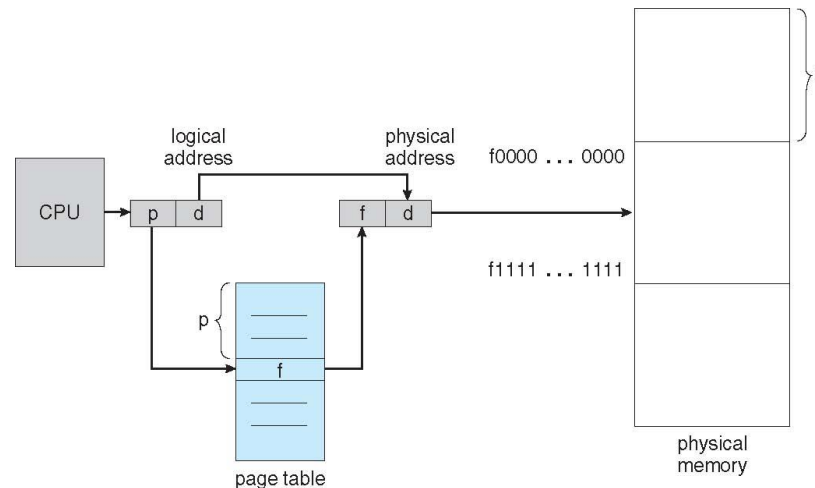 logical
address
physical
address
f0000 ... 0000
CPU
p
d
f
d
f1111 ... 1111
p
f
page table
physical
memory